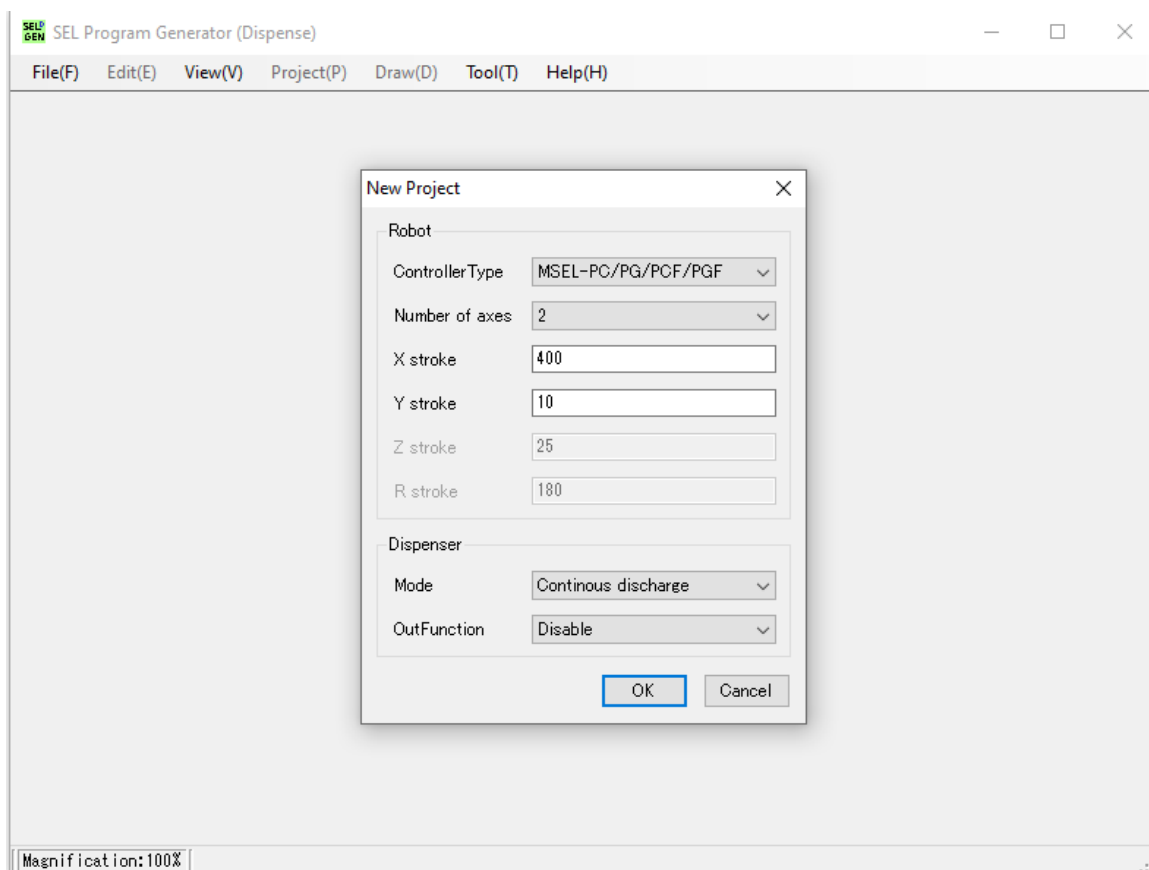 SEL GEN SEL Program Generator (Dispense)
File(F) Edit(E) View(V) Project(P) Draw(D) Tool(T) Help(H)
New Project
Robot
ControllerType MSEL-PC/PG/PCF/PGF
Number of axes 2
X stroke 400
Y stroke 10
Z stroke 25
R stroke 180
Dispenser
Mode Continous discharge
OutFunction Disable
OK Cancel
Magnification:100%